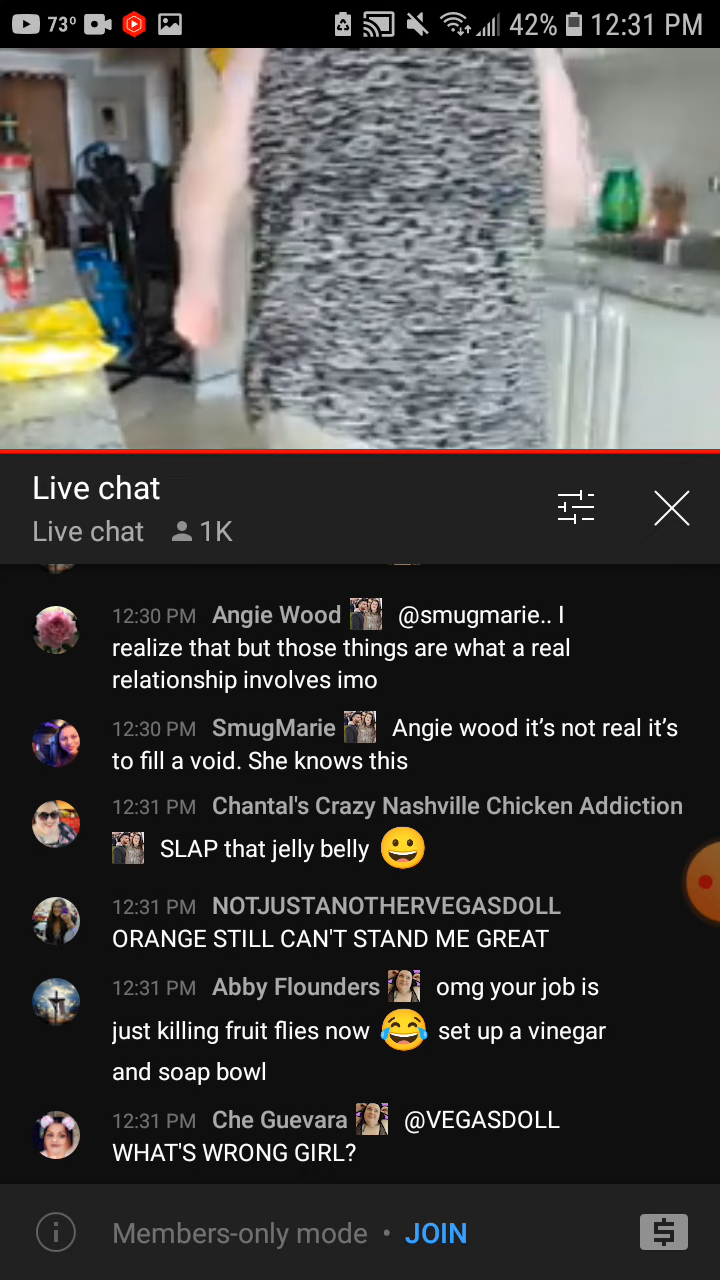 73° 42% 12:31 PM
Live chat
Live chat 1K
12:30 PM Angie Wood @smugmarie.. I
realize that but those things are what a real
relationship involves imo
12:30 PM SmugMarie Angie wood it’s not real it’s
to fill a void. She knows this
12:31 PM Chantal's Crazy Nashville Chicken Addiction
SLAP that jelly belly 😀
12:31 PM NOTJUSTANOTHERVEGASDOLL
ORANGE STILL CAN'T STAND ME GREAT
12:31 PM Abby Flounders omg your job is
just killing fruit flies now 😂 set up a vinegar
and soap bowl
12:31 PM Che Guevara @VEGASDOLL
WHAT'S WRONG GIRL?
Members-only mode • JOIN